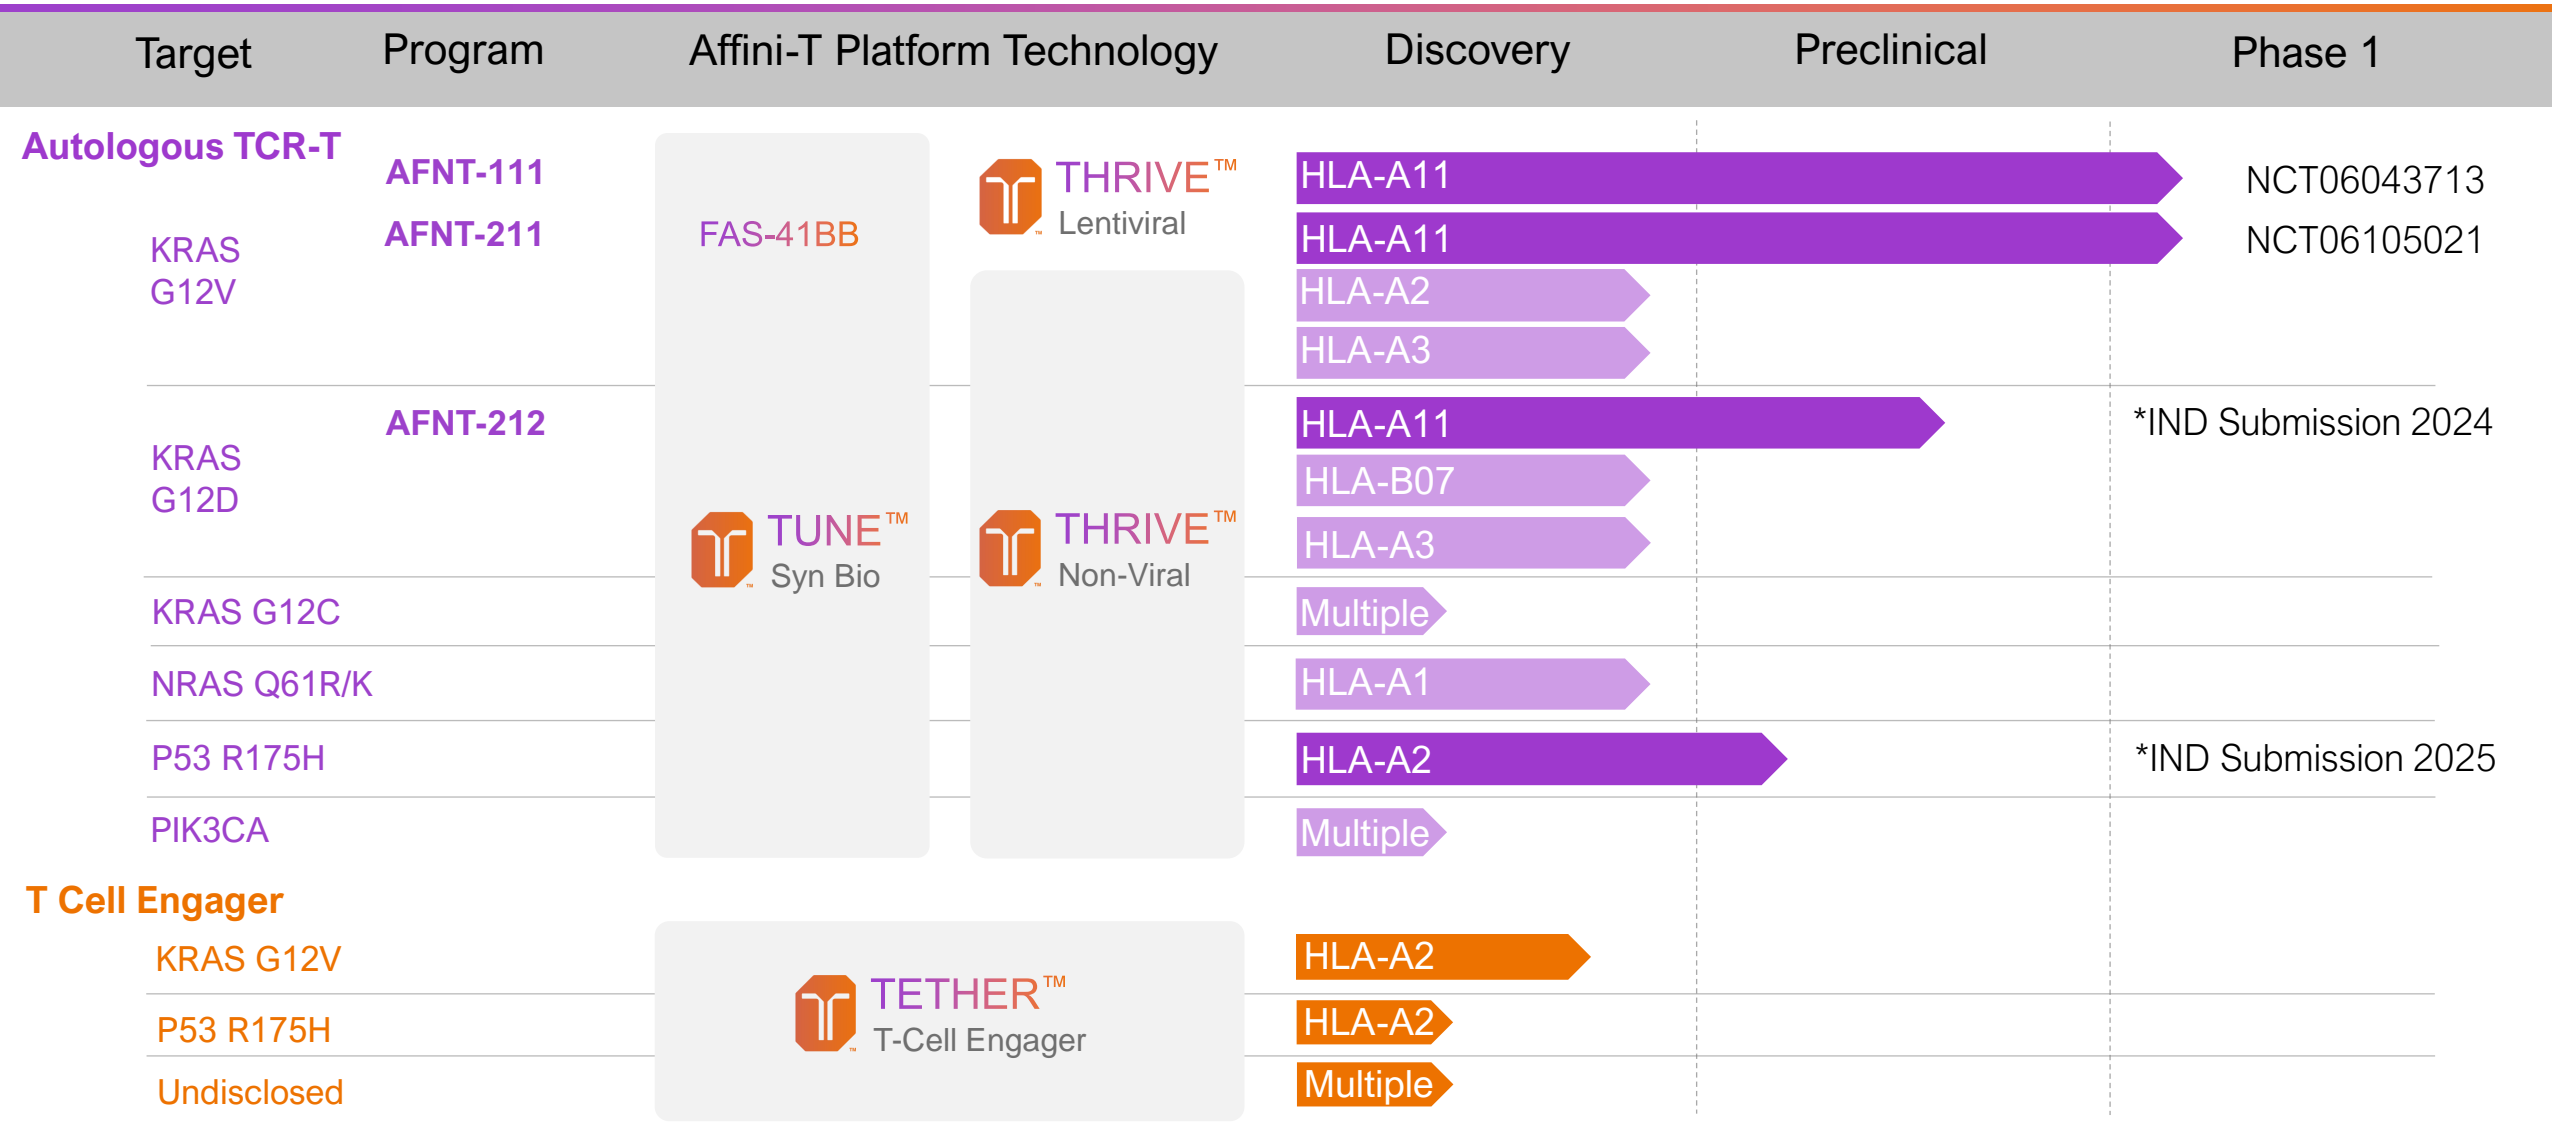 Target Program Affini-T Platform Technology Discovery Preclinical Phase 1
Autologous TCR-T
AFNT-111 THRIVE™ HLA-A11 NCT06043713
Lentiviral
KRAS AFNT-211 FAS-41BB HLA-A11 NCT06105021
G12V HLA-A2
HLA-A3
AFNT-212 HLA-A11 *IND Submission 2024
KRAS HLA-B07
G12D
TUNE™ THRIVE™ HLA-A3
Syn Bio Non-Viral
KRAS G12C Multiple
NRAS Q61R/K HLA-A1
P53 R175H HLA-A2 *IND Submission 2025
PIK3CA Multiple
T Cell Engager
KRAS G12V HLA-A2
TETHER™
P53 R175H T-Cell Engager HLA-A2
Undisclosed Multiple